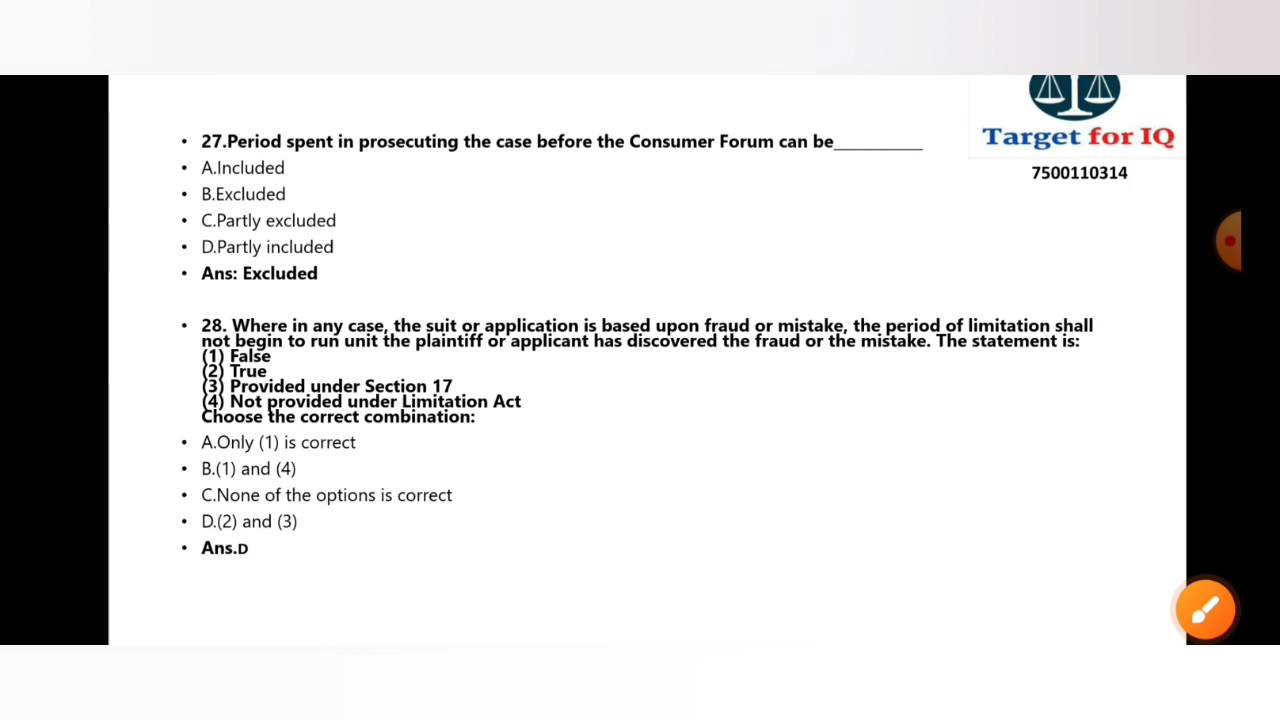 Target for IQ
7500110314
• 27.Period spent in prosecuting the case before the Consumer Forum can be__________
• A.Included
• B.Excluded
• C.Partly excluded
• D.Partly included
• Ans: Excluded
• 28. Where in any case, the suit or application is based upon fraud or mistake, the period of limitation shall
not begin to run unit the plaintiff or applicant has discovered the fraud or the mistake. The statement is:
(1) False
(2) True
(3) Provided under Section 17
(4) Not provided under Limitation Act
Choose the correct combination:
• A.Only (1) is correct
• B.(1) and (4)
• C.None of the options is correct
• D.(2) and (3)
• Ans.D